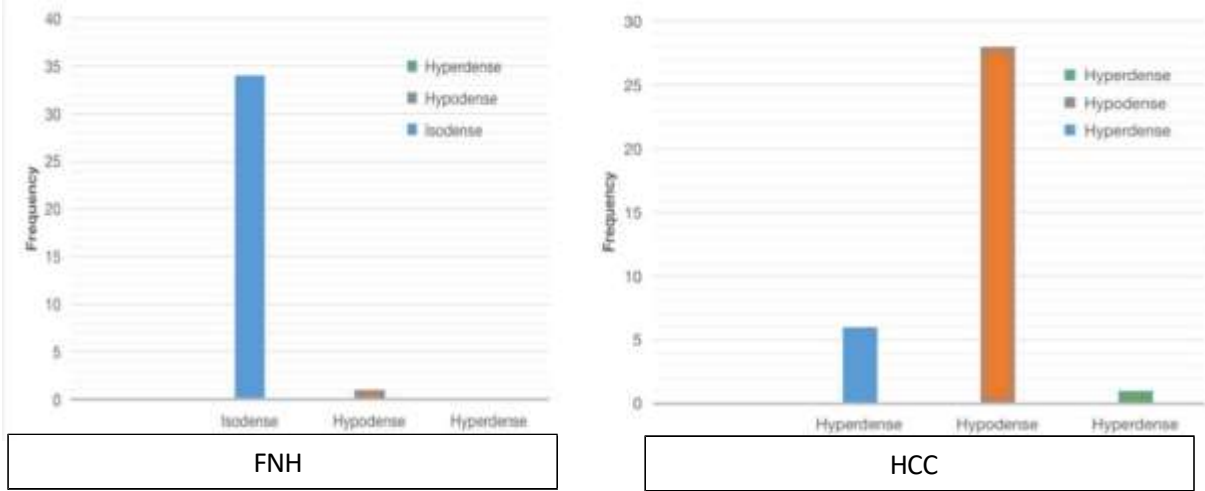 40
35
30
25
20
15
10
5
0
Frequency
Hyperdense
Hypodense
Isodense
Isodense Hypodense Hyperdense
FNH
30
25
20
15
10
5
0
Frequency
Hyperdense
Hypodense
Hyperdense
Hyperdense Hypodense Hyperdense
HCC